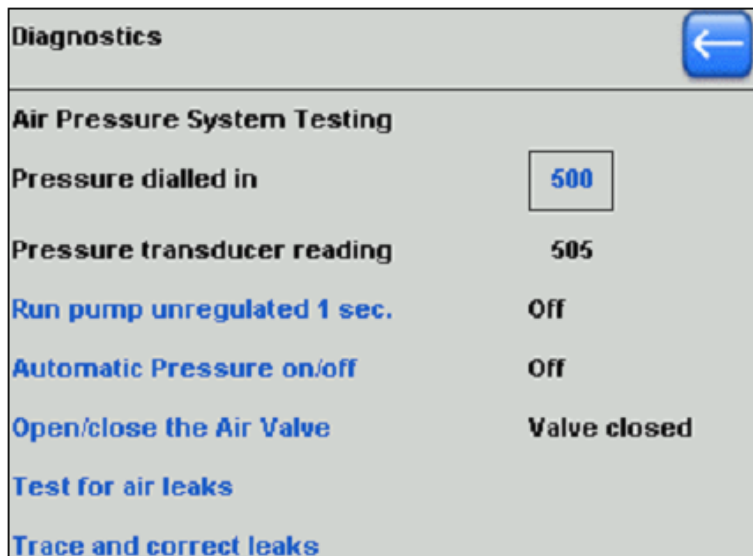 Diagnostics
Air Pressure System Testing
Pressure dialled in 500
Pressure transducer reading 505
Run pump unregulated 1 sec. Off
Automatic Pressure on/off Off
Open/close the Air Valve Valve closed
Test for air leaks
Trace and correct leaks